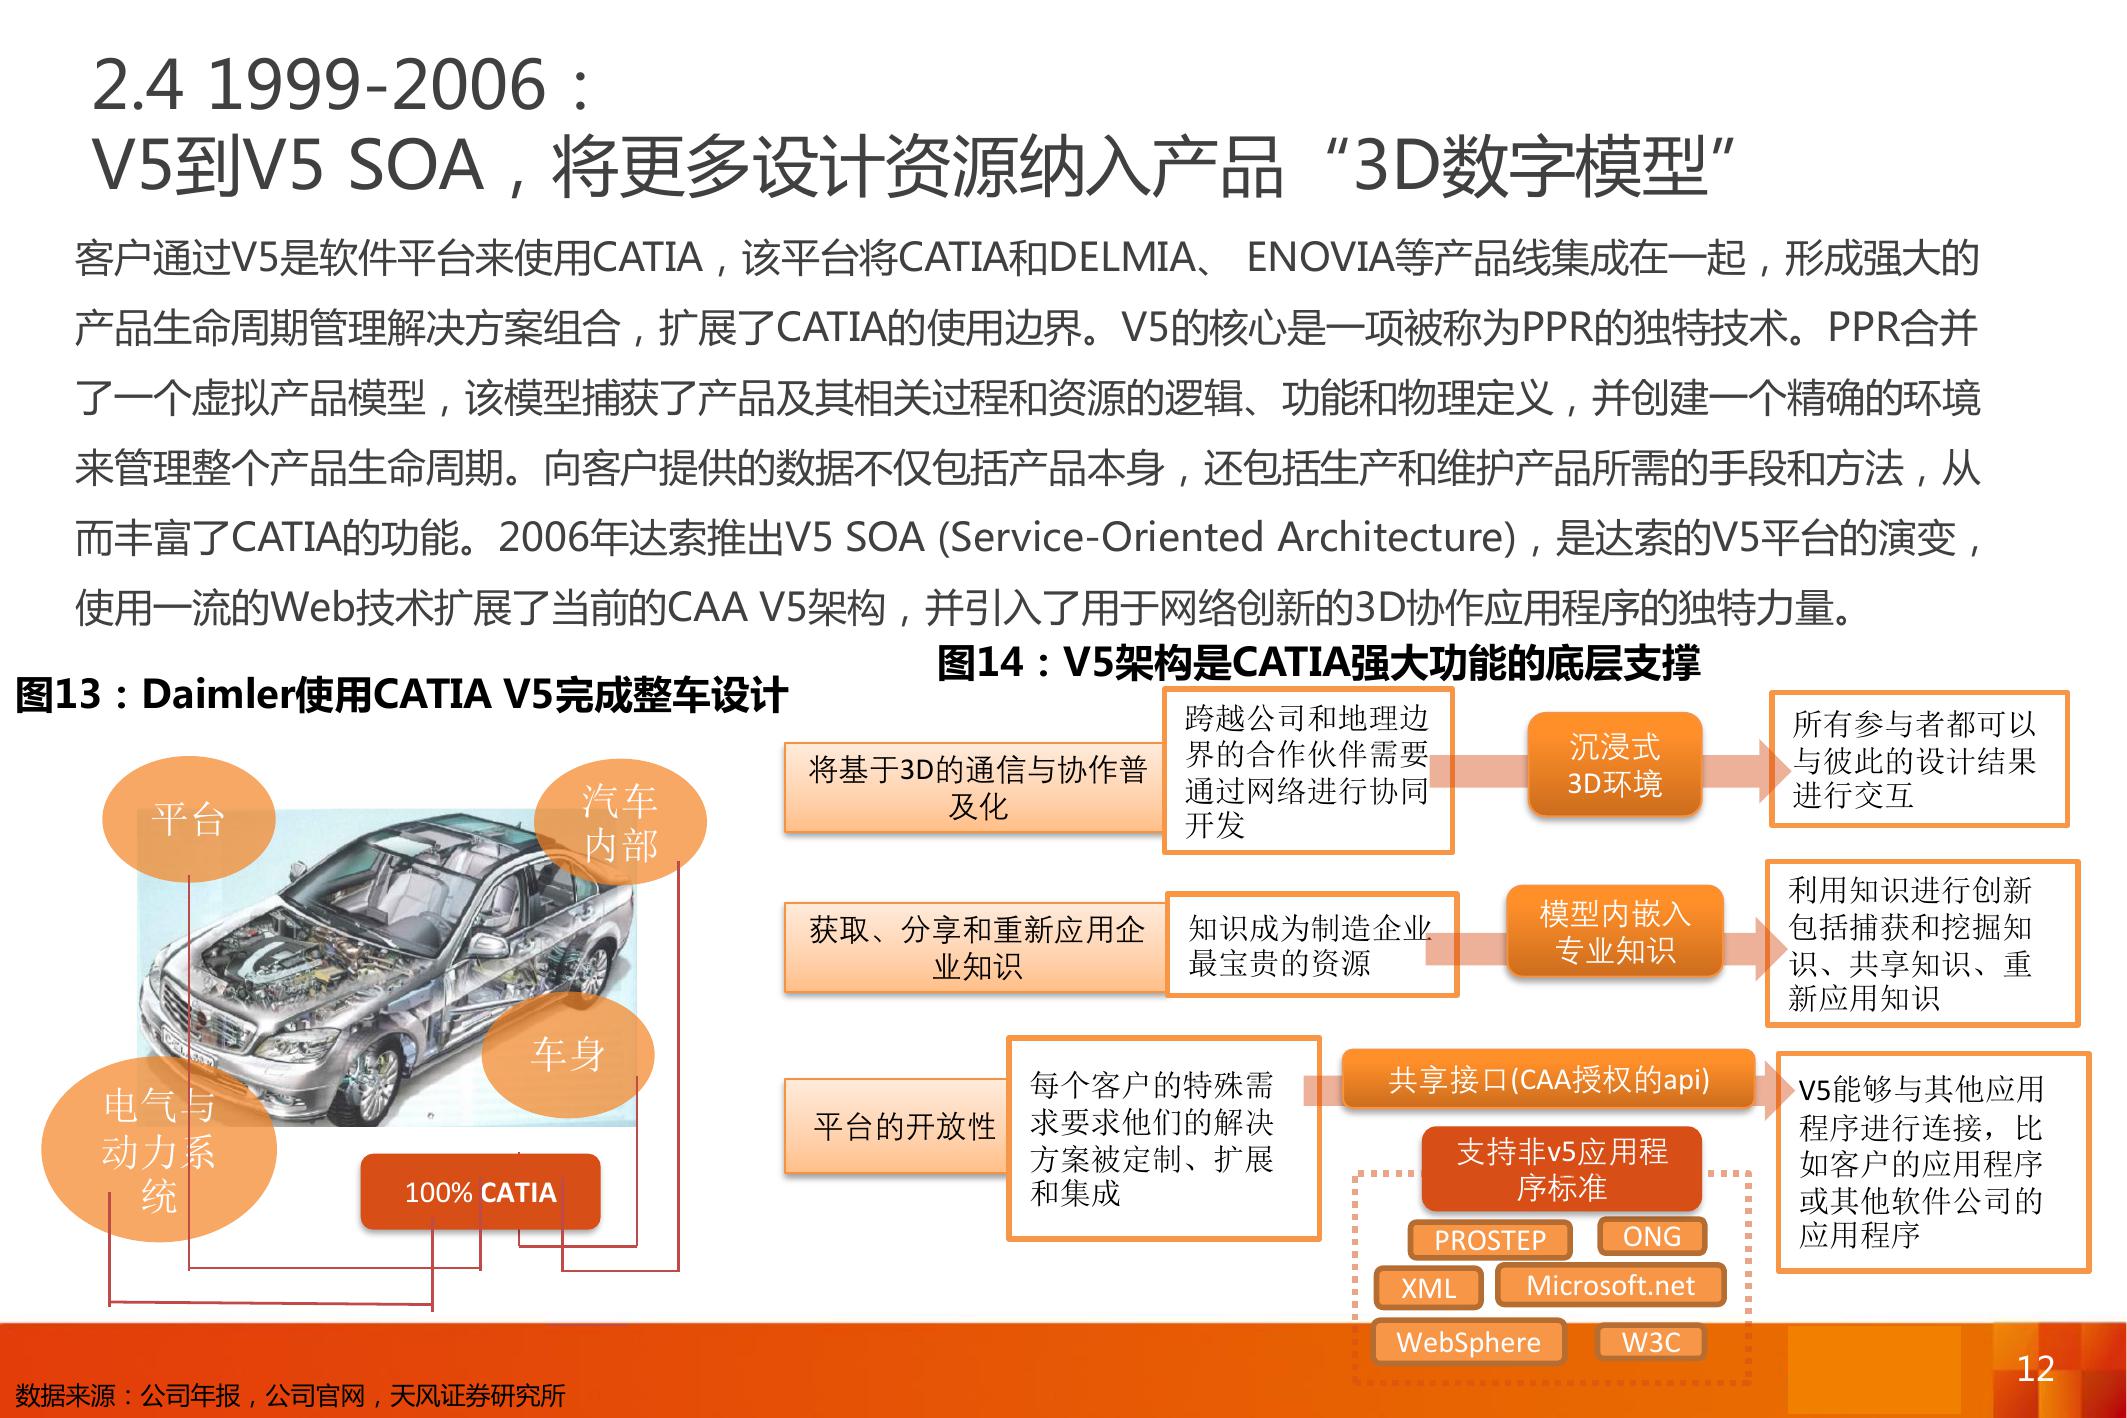 2.4 1999-2006：
V5到V5 SOA，将更多设计资源纳入产品“3D数字模型”
客户通过V5是软件平台来使用CATIA，该平台将CATIA和DELMIA、 ENOVIA等产品线集成在一起，形成强大的
产品生命周期管理解决方案组合，扩展了CATIA的使用边界。V5的核心是一项被称为PPR的独特技术。PPR合并
了一个虚拟产品模型，该模型捕获了产品及其相关过程和资源的逻辑、功能和物理定义，并创建一个精确的环境
来管理整个产品生命周期。向客户提供的数据不仅包括产品本身，还包括生产和维护产品所需的手段和方法，从
而丰富了CATIA的功能。2006年达索推出V5 SOA (Service-Oriented Architecture)，是达索的V5平台的演变，
使用一流的Web技术扩展了当前的CAA V5架构，并引入了用于网络创新的3D协作应用程序的独特力量。
图13：Daimler使用CATIA V5完成整车设计
平台
汽车
内部
车身
电气与
动力系
统
100% CATIA
图14：V5架构是CATIA强大功能的底层支撑
将基于3D的通信与协作普
及化
跨越公司和地理边
界的合作伙伴需要
通过网络进行协同
开发
沉浸式
3D环境
所有参与者都可以
与彼此的设计结果
进行交互
获取、分享和重新应用企
业知识
知识成为制造企业
最宝贵的资源
模型内嵌入
专业知识
利用知识进行创新
包括捕获和挖掘知
识、共享知识、重
新应用知识
平台的开放性
每个客户的特殊需
求要求他们的解决
方案被定制、扩展
和集成
共享接口(CAA授权的api)
支持非v5应用程
序标准
PROSTEP
ONG
XML
Microsoft.net
WebSphere
W3C
V5能够与其他应用
程序进行连接，比
如客户的应用程序
或其他软件公司的
应用程序
数据来源：公司年报，公司官网，天风证券研究所
12